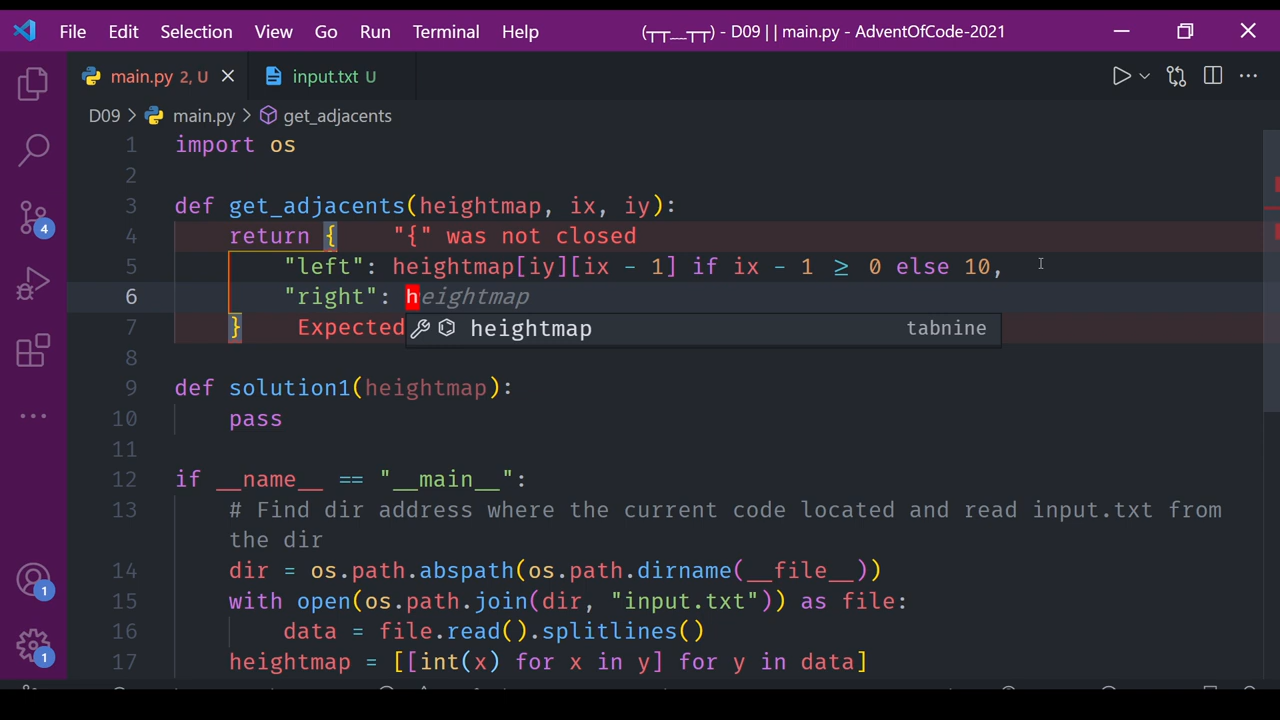 File Edit Selection View Go Run Terminal Help (┬┬﹏┬┬) - D09 || main.py - AdventOfCode-2021
main.py 2, U input.txt U
D09 > main.py > get_adjacents
1 import os
2
3 def get_adjacents(heightmap, ix, iy):
4 return { "{" was not closed
5 "left": heightmap[iy][ix - 1] if ix - 1 ≥ 0 else 10,
6 "right": heightmap
7 } Expected
heightmap tabnine
8
9 def solution1(heightmap):
10 pass
11
12 if __name__ == "__main__":
13 # Find dir address where the current code located and read input.txt from
the dir
14 dir = os.path.abspath(os.path.dirname(__file__))
15 with open(os.path.join(dir, "input.txt")) as file:
16 data = file.read().splitlines()
17 heightmap = [[int(x) for x in y] for y in data]
4
1
1